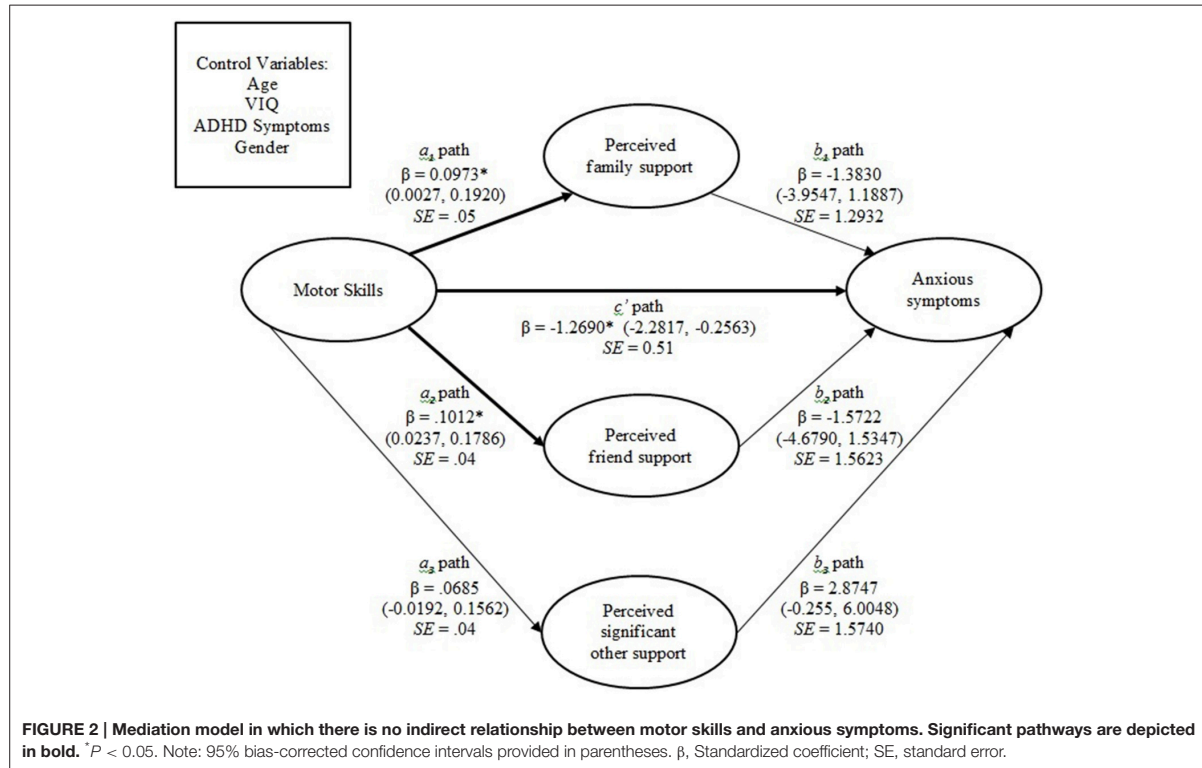 Control Variables:
Age
VIQ
ADHD Symptoms
Gender
a₁ path
β = 0.0973*
(0.0027, 0.1920)
SE = .05
Perceived
family support
b₁ path
β = -1.3830
(-3.9547, 1.1887)
SE = 1.2932
Motor Skills
Anxious
symptoms
c' path
β = -1.2690* (-2.2817, -0.2563)
SE = 0.51
a₂ path
β = .1012*
(0.0237, 0.1786)
SE = .04
Perceived
friend support
b₂ path
β = -1.5722
(-4.6790, 1.5347)
SE = 1.5623
a₃ path
β = .0685
(-0.0192, 0.1562)
SE = .04
Perceived
significant
other support
b₃ path
β = 2.8747
(-0.255, 6.0048)
SE = 1.5740
FIGURE 2 | Mediation model in which there is no indirect relationship between motor skills and anxious symptoms. Significant pathways are depicted
in bold. *P < 0.05. Note: 95% bias-corrected confidence intervals provided in parentheses. β, Standardized coefficient; SE, standard error.